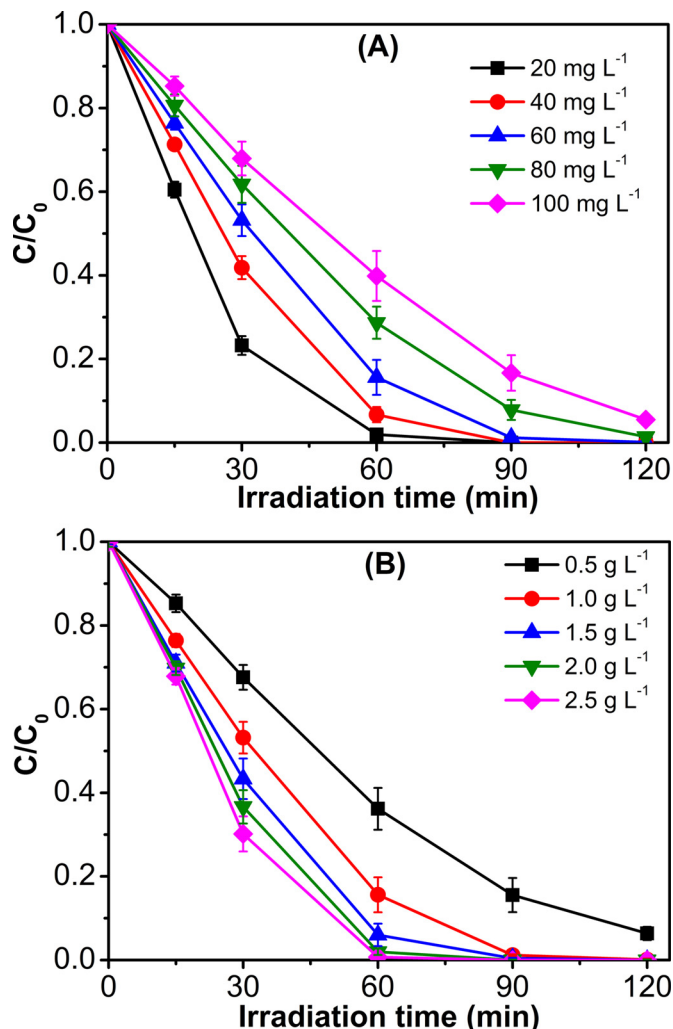 (A)
20 mg L⁻¹
40 mg L⁻¹
60 mg L⁻¹
80 mg L⁻¹
100 mg L⁻¹
C/C₀
1.0
0.8
0.6
0.4
0.2
0.0
0 30 60 90 120
Irradiation time (min)
(B)
0.5 g L⁻¹
1.0 g L⁻¹
1.5 g L⁻¹
2.0 g L⁻¹
2.5 g L⁻¹
C/C₀
1.0
0.8
0.6
0.4
0.2
0.0
0 30 60 90 120
Irradiation time (min)